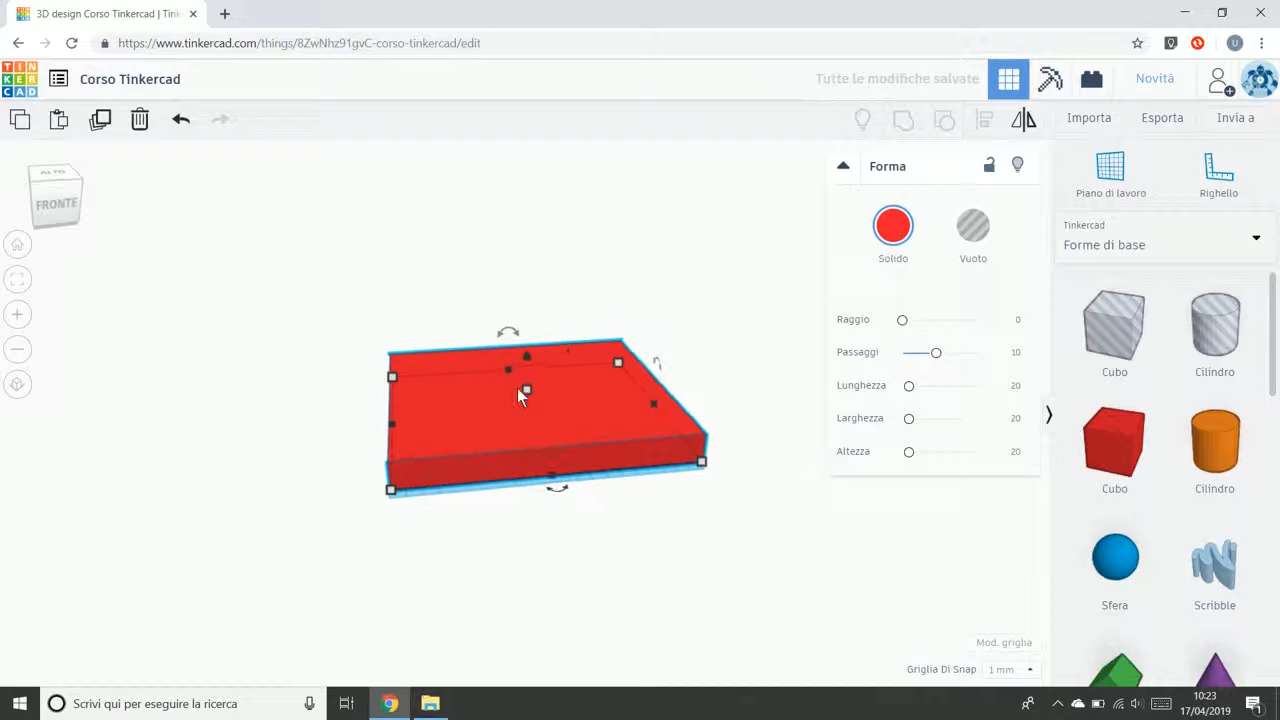 3D design Corso Tinkercad | Tink
https://www.tinkercad.com/things/8ZwNhz91gvC-corso-tinkercad/edit
U
TIN
KER
CAD
Corso Tinkercad
Tutte le modifiche salvate
Novità
Importa
Esporta
Invia a
ALTO
FRONTE
Forma
Solido
Vuoto
Raggio 0
Passaggi 10
Lunghezza 20
Larghezza 20
Altezza 20
Piano di lavoro
Righello
Tinkercad
Forme di base
Cubo
Cilindro
Cubo
Cilindro
Sfera
Scribble
Mod. griglia
Griglia Di Snap 1 mm
Scrivi qui per eseguire la ricerca
10:23
17/04/2019
1